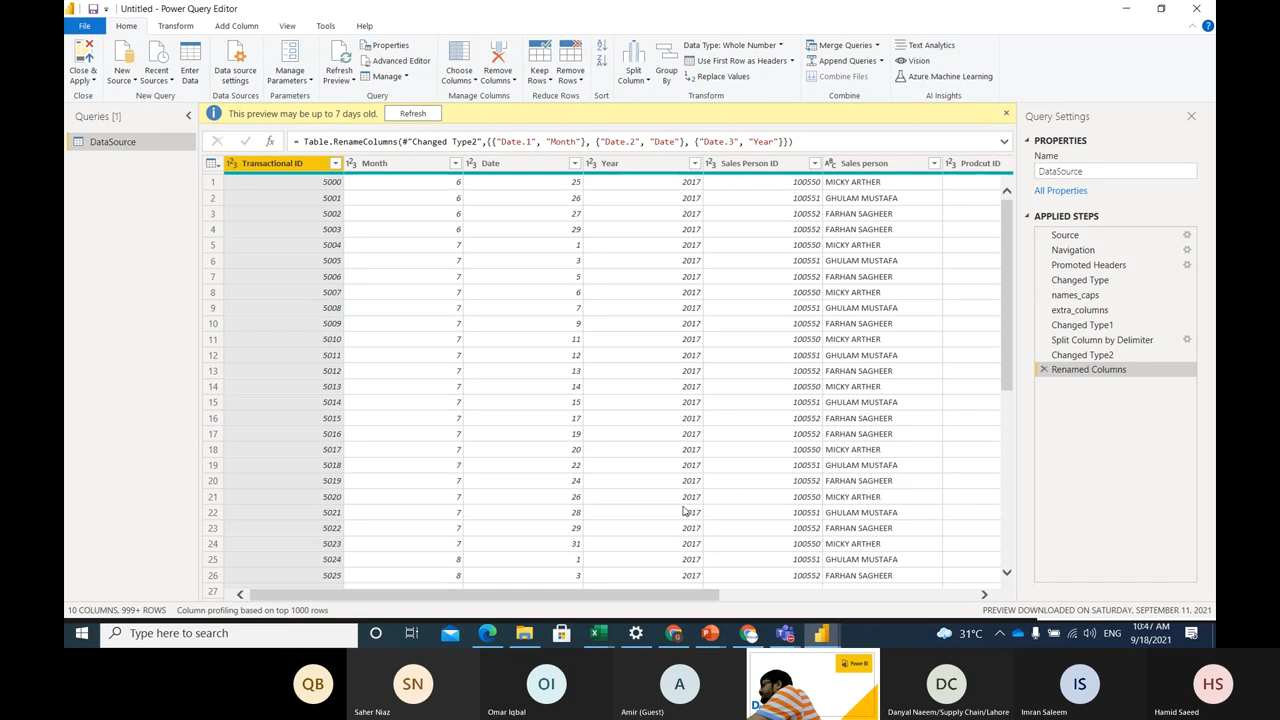 Untitled - Power Query Editor
File Home Transform Add Column View Tools Help
Close & Apply
New Source
Recent Sources
Enter Data
Data source settings
Manage Parameters
Refresh Preview
Properties
Advanced Editor
Manage
Choose Columns
Remove Columns
Keep Rows
Remove Rows
Split Column
Group By
Data Type: Whole Number
Use First Row as Headers
Replace Values
Merge Queries
Append Queries
Combine Files
Text Analytics
Vision
Azure Machine Learning
Close New Query Data Sources Parameters Query Manage Columns Reduce Rows Sort Transform Combine AI Insights
Queries [1]
DataSource
This preview may be up to 7 days old. Refresh
= Table.RenameColumns(#"Changed Type2",{{"Date.1", "Month"}, {"Date.2", "Date"}, {"Date.3", "Year"}})
Transactional ID Month Date Year Sales Person ID Sales person Prodcut ID
1 5000 6 25 2017 100550 MICKY ARTHER
2 5001 6 26 2017 100551 GHULAM MUSTAFA
3 5002 6 27 2017 100552 FARHAN SAGHEER
4 5003 6 29 2017 100552 FARHAN SAGHEER
5 5004 7 1 2017 100550 MICKY ARTHER
6 5005 7 3 2017 100551 GHULAM MUSTAFA
7 5006 7 5 2017 100552 FARHAN SAGHEER
8 5007 7 6 2017 100550 MICKY ARTHER
9 5008 7 7 2017 100551 GHULAM MUSTAFA
10 5009 7 9 2017 100552 FARHAN SAGHEER
11 5010 7 11 2017 100550 MICKY ARTHER
12 5011 7 12 2017 100551 GHULAM MUSTAFA
13 5012 7 13 2017 100552 FARHAN SAGHEER
14 5013 7 14 2017 100550 MICKY ARTHER
15 5014 7 15 2017 100551 GHULAM MUSTAFA
16 5015 7 17 2017 100552 FARHAN SAGHEER
17 5016 7 19 2017 100552 FARHAN SAGHEER
18 5017 7 20 2017 100550 MICKY ARTHER
19 5018 7 22 2017 100551 GHULAM MUSTAFA
20 5019 7 24 2017 100552 FARHAN SAGHEER
21 5020 7 26 2017 100550 MICKY ARTHER
22 5021 7 28 2017 100551 GHULAM MUSTAFA
23 5022 7 29 2017 100552 FARHAN SAGHEER
24 5023 7 31 2017 100550 MICKY ARTHER
25 5024 8 1 2017 100551 GHULAM MUSTAFA
26 5025 8 3 2017 100552 FARHAN SAGHEER
27
Query Settings
PROPERTIES
Name
DataSource
All Properties
APPLIED STEPS
Source
Navigation
Promoted Headers
Changed Type
names_caps
extra_columns
Changed Type1
Split Column by Delimiter
Changed Type2
Renamed Columns
10 COLUMNS, 999+ ROWS Column profiling based on top 1000 rows PREVIEW DOWNLOADED ON SATURDAY, SEPTEMBER 11, 2021
Type here to search 31°C ENG 10:47 AM
9/18/2021
Power BI
QB SN OI A DC IS HS
Saher Niaz Omar Iqbal Amir (Guest) Danyal Naeem/Supply Chain/Lahore Imran Saleem Hamid Saeed